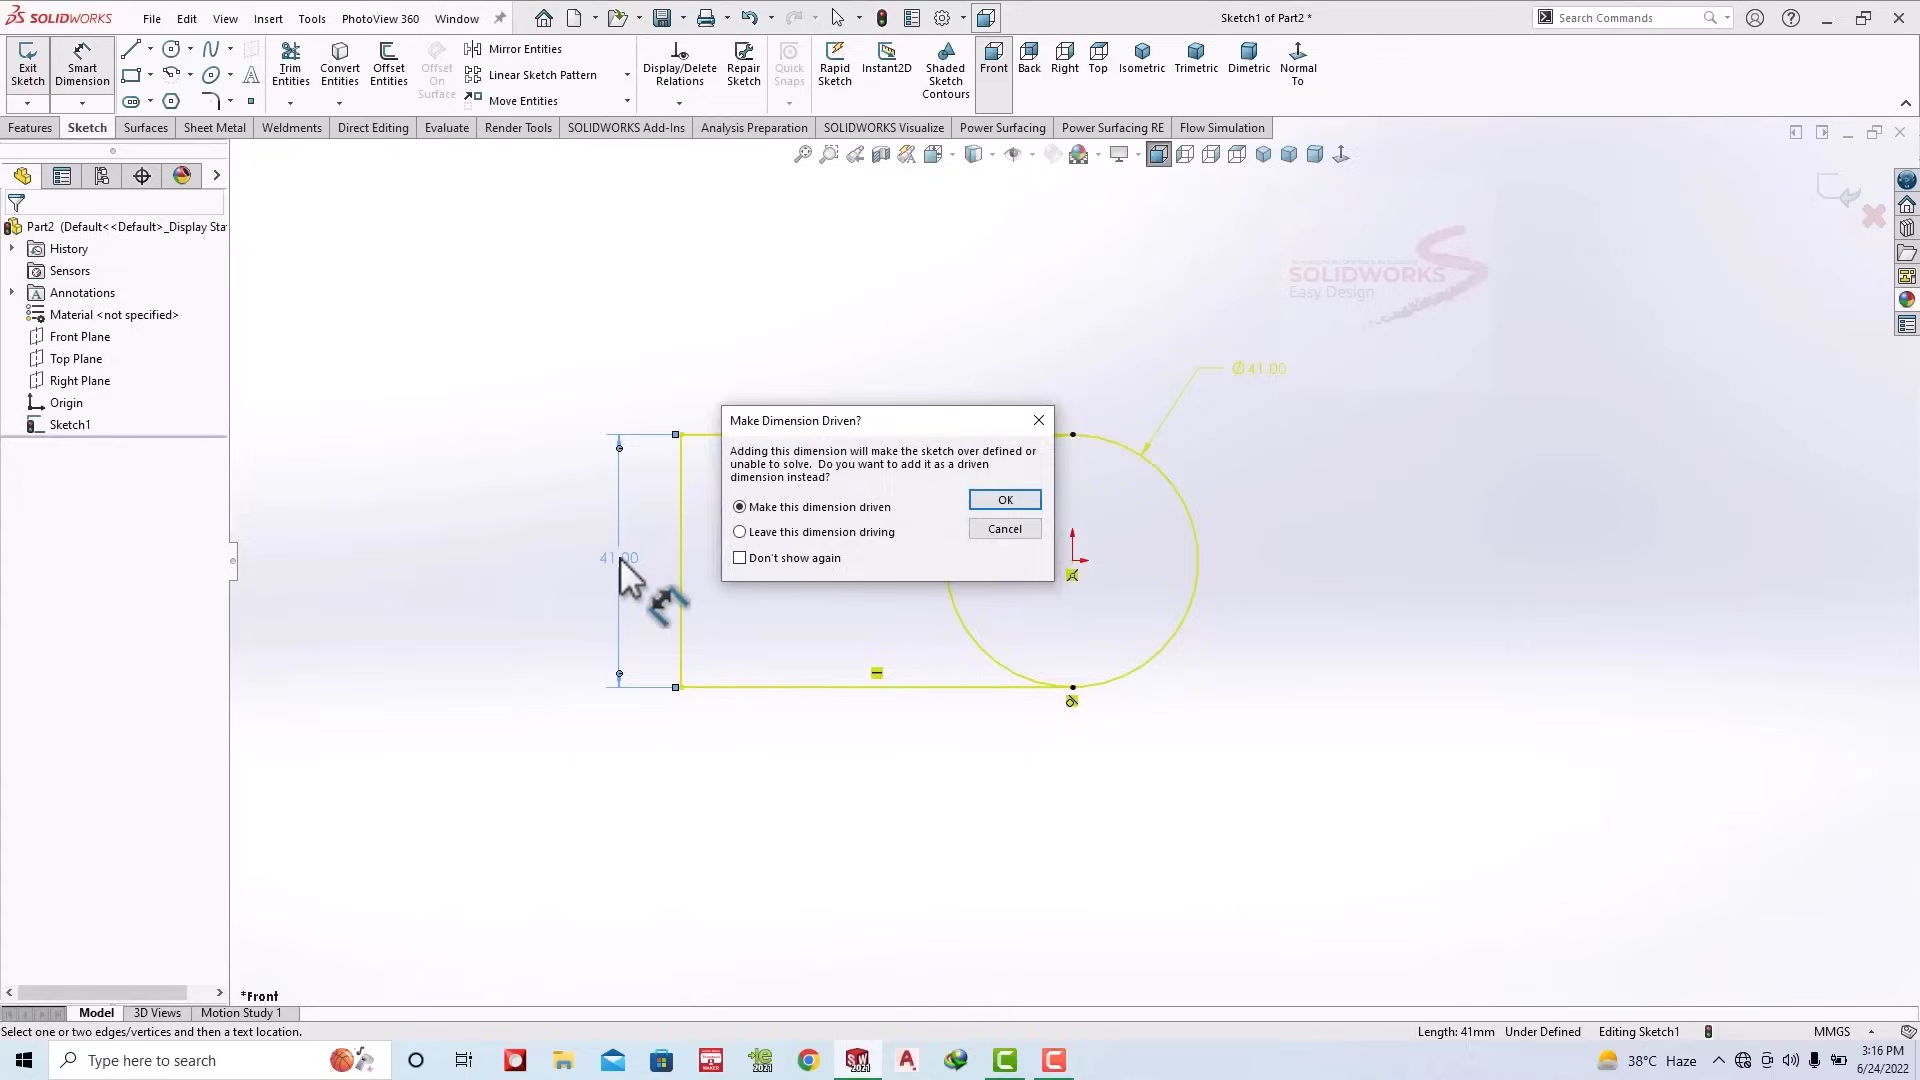 SOLIDWORKS
File
Edit
View
Insert
Tools
PhotoView 360
Window
Sketch1 of Part2 *
Search Commands
Exit
Sketch
Smart
Dimension
Trim
Entities
Convert
Entities
Offset
Entities
Offset
On
Surface
Mirror Entities
Linear Sketch Pattern
Move Entities
Display/Delete
Relations
Repair
Sketch
Quick
Snaps
Rapid
Sketch
Instant2D
Shaded
Sketch
Contours
Front
Back
Right
Top
Isometric
Trimetric
Dimetric
Normal
To
Features
Sketch
Surfaces
Sheet Metal
Weldments
Direct Editing
Evaluate
Render Tools
SOLIDWORKS Add-Ins
Analysis Preparation
SOLIDWORKS Visualize
Power Surfacing
Power Surfacing RE
Flow Simulation
Part2 (Default<<Default>_Display Sta
History
Sensors
Annotations
Material <not specified>
Front Plane
Top Plane
Right Plane
Origin
Sketch1
SOLIDWORKS
Easy Design
Ø41.00
Make Dimension Driven?
Adding this dimension will make the sketch over defined or
unable to solve. Do you want to add it as a driven
dimension instead?
Make this dimension driven
Leave this dimension driving
Don't show again
OK
Cancel
41.00
*Front
Model
3D Views
Motion Study 1
Select one or two edges/vertices and then a text location.
Length: 41mm
Under Defined
Editing Sketch1
MMGS
Type here to search
38°C Haze
3:16 PM
6/24/2022